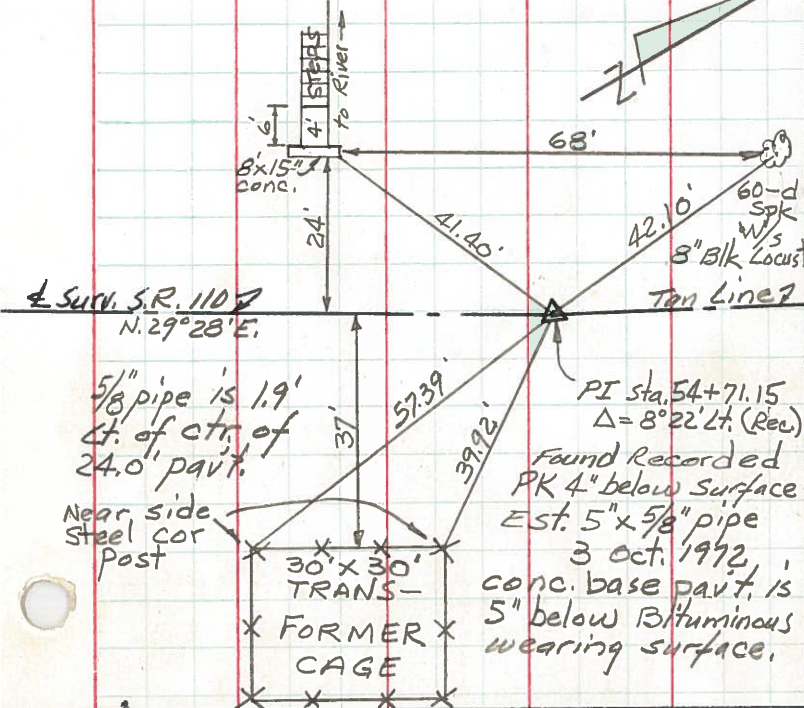 STEPS
to River
N
6'
4'
68'
8"x15"
conc.
24'
41.40'
42.10'
60-d
Spk
W/s
8" Blk Locust
℄ Surv. S.R. 110
N. 29°28' E.
Tan Line
5/8" pipe is 1.9'
Lt. of ctr. of
24.0' pav't.
37'
57.39'
39.92'
PI sta. 54+71.15
Δ = 8°22' Lt. (Rec.)
Found Recorded
PK 4" below surface
Est. 5" x 5/8" pipe
3 Oct. 1972
conc. base pav't. is
5" below Bituminous
wearing surface.
Near side
Steel cor
Post
30' X 30'
TRANS-
FORMER
CAGE